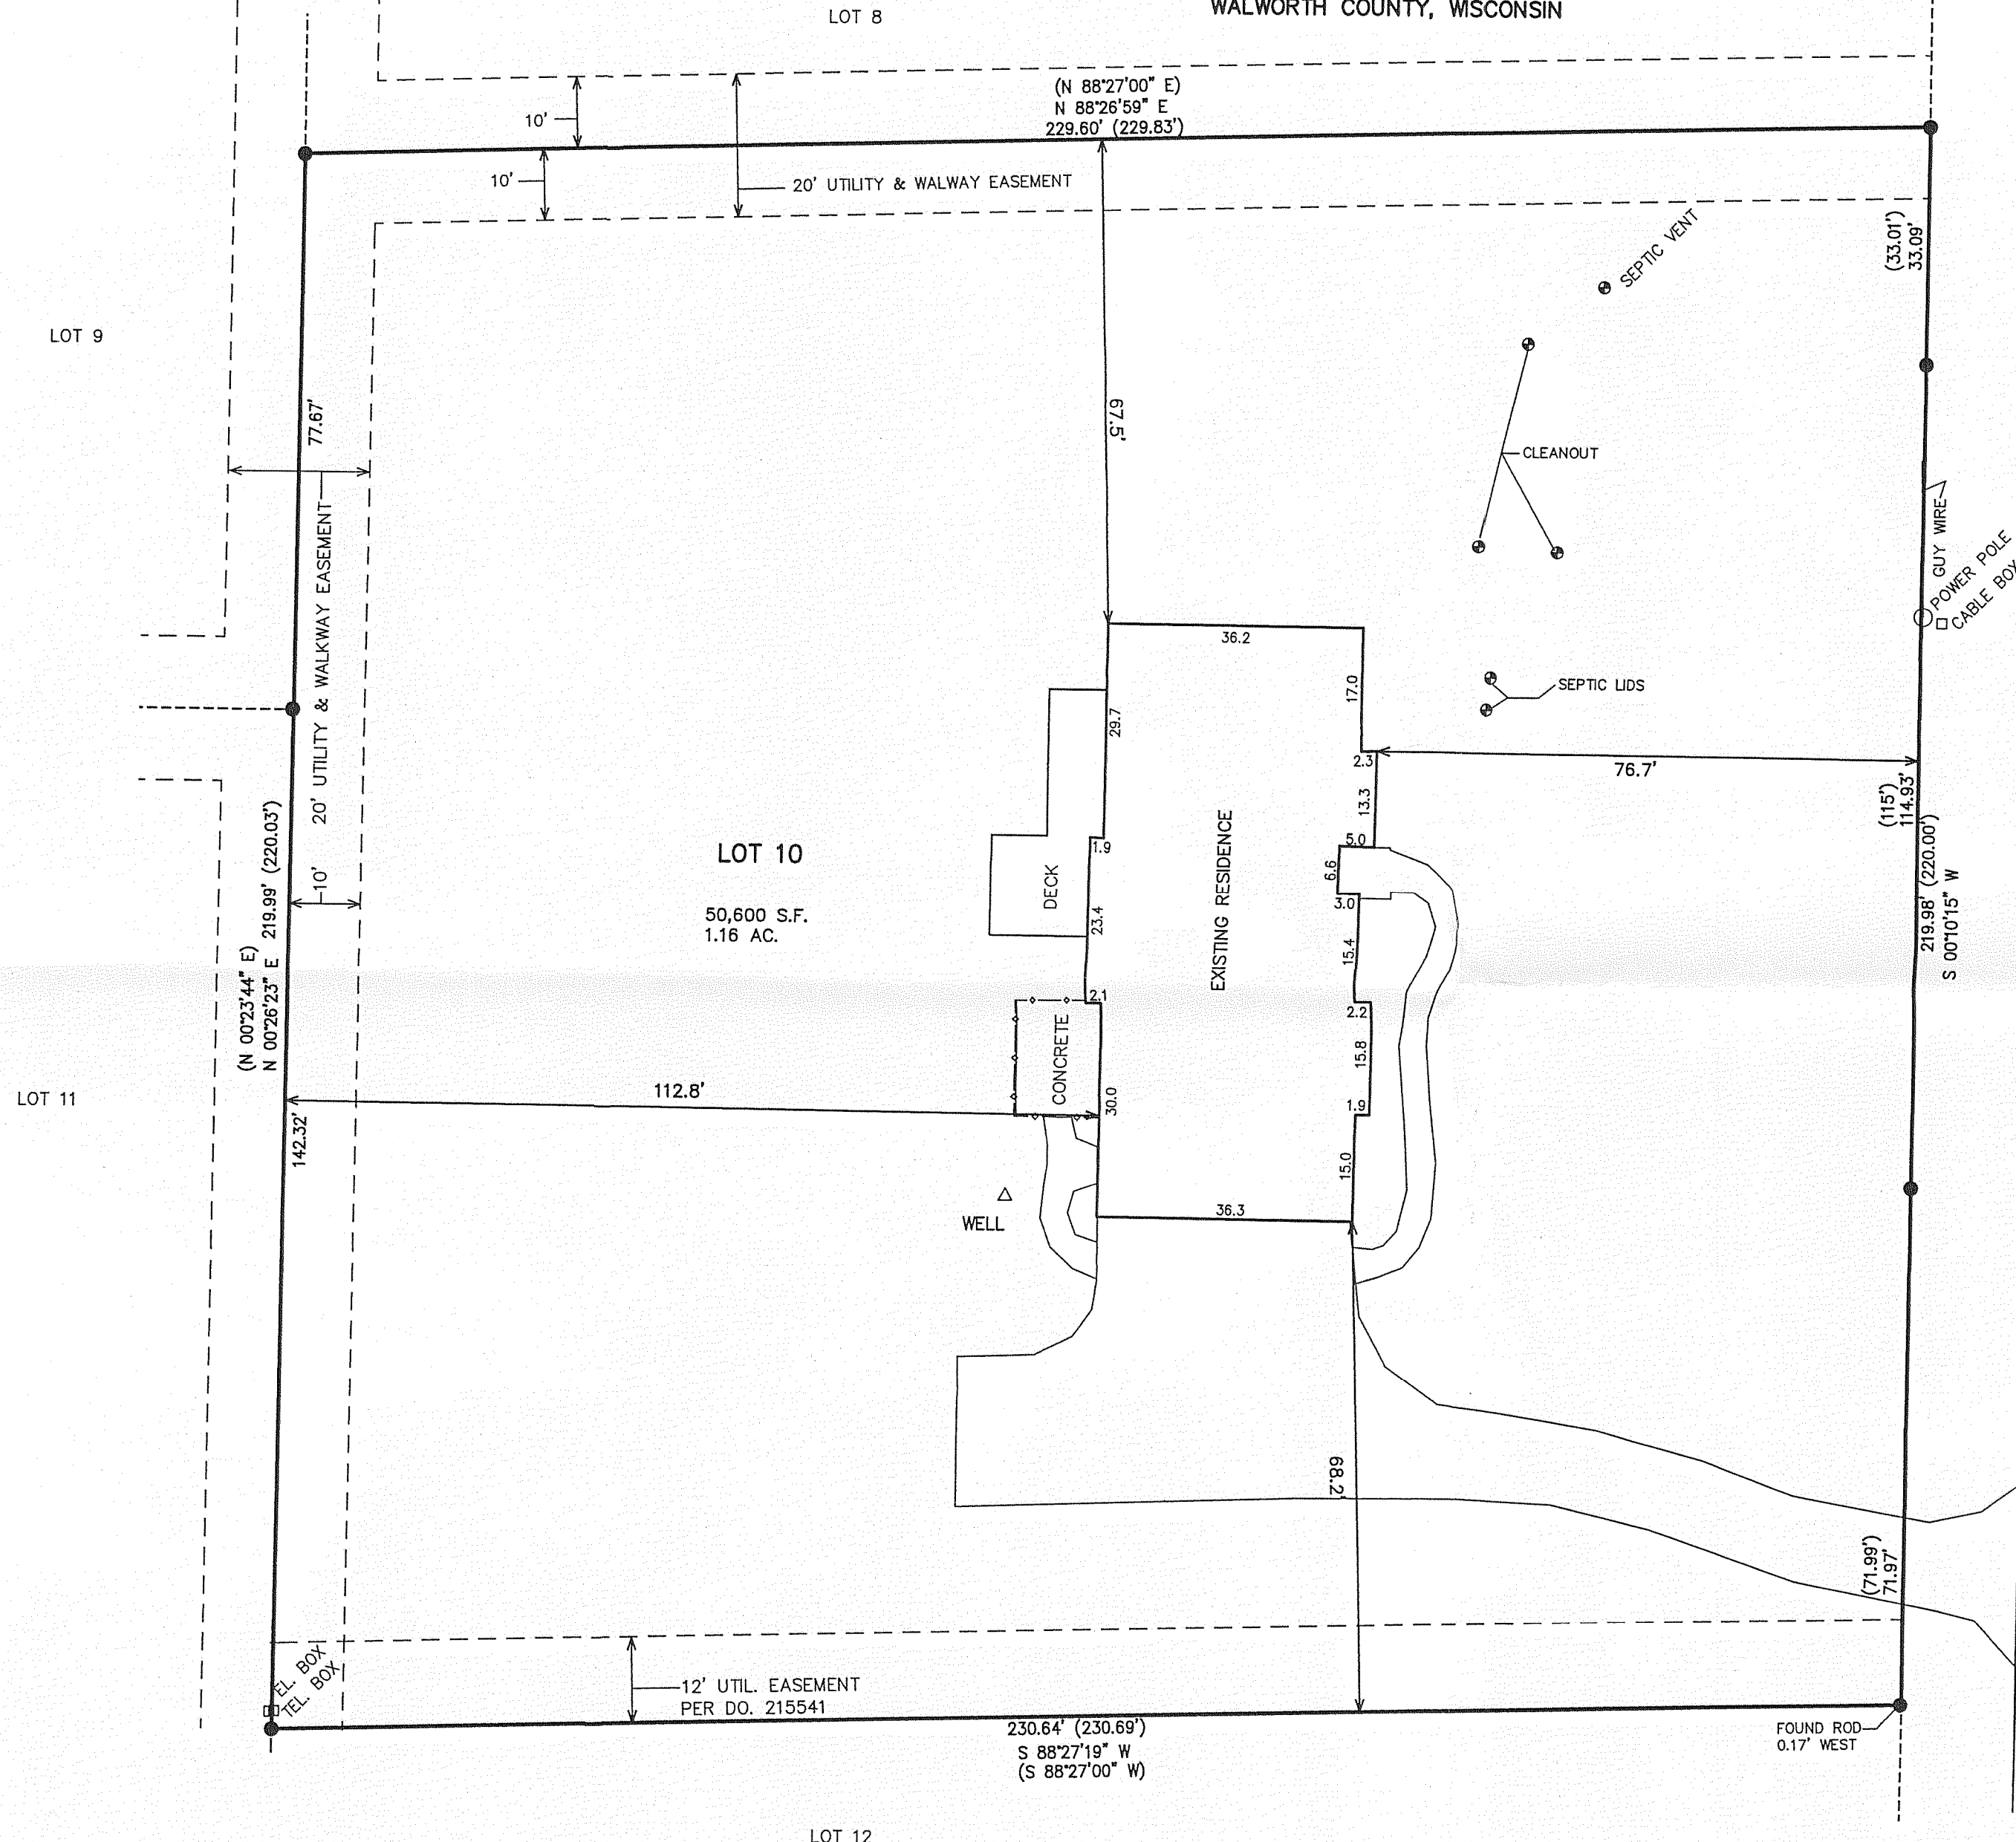 LOT 8
WALWORTH COUNTY, WISCONSIN
(N 88°27'00" E)
N 88°26'59" E
229.60' (229.83')
10'
10'
20' UTILITY & WALWAY EASEMENT
SEPTIC VENT
(33.01')
33.09'
LOT 9
77.67'
67.5'
CLEANOUT
20' UTILITY & WALKWAY EASEMENT
GUY WIRE
POWER POLE
CABLE BOX
36.2
17.0
29.7
SEPTIC LIDS
2.3
76.7'
13.3
(115')
114.93'
219.98' (220.00')
S 00°10'15" W
LOT 10
50,600 S.F.
1.16 AC.
1.9
DECK
23.4
EXISTING RESIDENCE
5.0
6.6
3.0
15.4
10'
(N 00°23'44" E)
N 00°26'23" E 219.99' (220.03')
2.1
2.2
CONCRETE
15.8
LOT 11
112.8'
30.0
1.9
142.32'
15.0
WELL
36.3
68.2'
(71.99')
71.97'
EL. BOX
TEL. BOX
12' UTIL. EASEMENT
PER DO. 215541
230.64' (230.69')
S 88°27'19" W
(S 88°27'00" W)
FOUND ROD
0.17' WEST
LOT 12